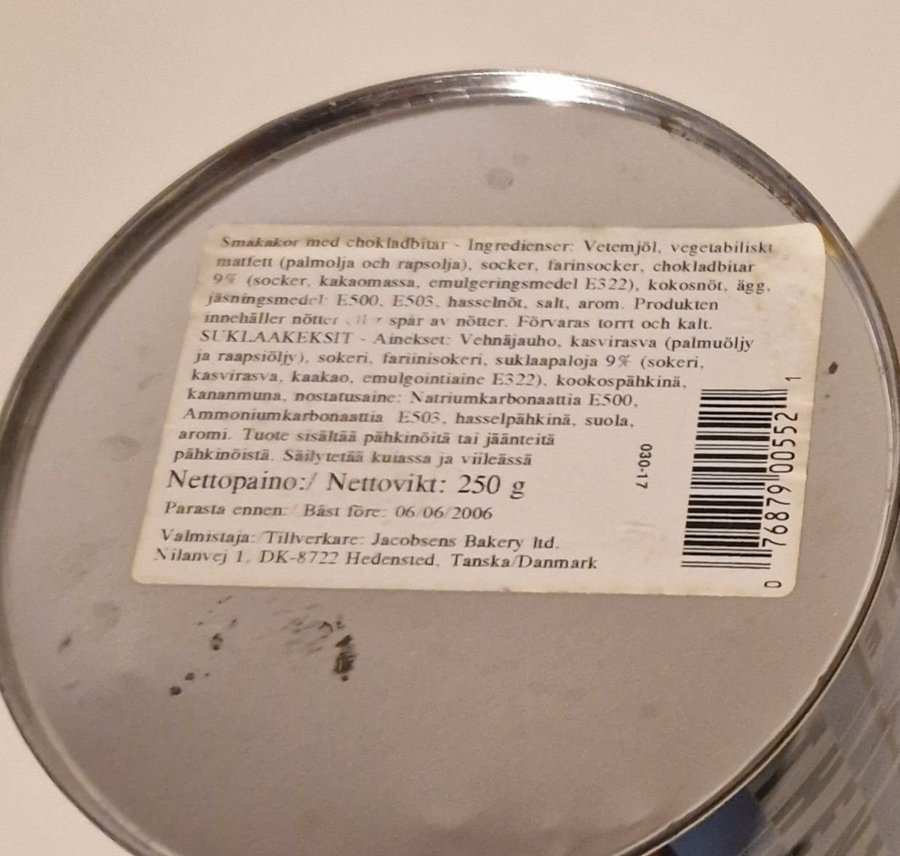 Småkakor med chokladbitar - Ingredienser: Vetemjöl, vegetabiliskt
matfett (palmolja och rapsolja), socker, farinsocker, chokladbitar
9% (socker, kakaomassa, emulgeringsmedel E322), kokosnöt, ägg,
jäsningsmedel: E500, E503, hasselnöt, salt, arom. Produkten
innehåller nötter spår av nötter. Förvaras torrt och kalt.
SUKLAAKEKSIT - Ainekset: Vehnäjauho, kasvirasva (palmuöljy
ja raapsiöljy), sokeri, fariinisokeri, suklaapaloja 9% (sokeri,
kasvirasva, kaakao, emulgointiaine E322), kookospähkinä,
kananmuna, nostatusaine: Natriumkarbonaattia E500,
Ammoniumkarbonaattia E503, hasselpähkinä, suola,
aromi. Tuote sisältää pähkinöitä tai jäänteitä
pähkinöistä. Säilytetää kuiassa ja viileässä
Nettopaino:/ Nettovikt: 250 g
Parasta ennen:/ Bäst före: 06/06/2006
Valmistaja:/Tillverkare: Jacobsens Bakery ltd.
Nilanvej 1, DK-8722 Hedensted, Tanska/Danmark
030-17
0 76879 00552 1